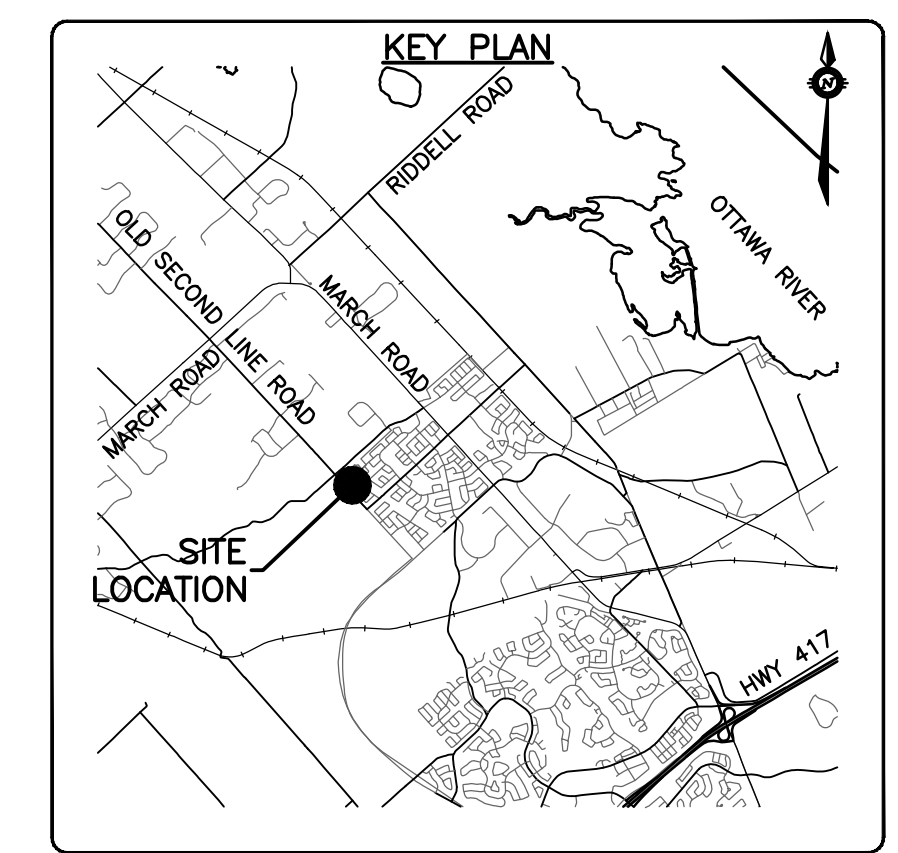 KEY PLAN
N
RIDDELL ROAD
OTTAWA RIVER
OLD SECOND LINE ROAD
MARCH ROAD
MARCH ROAD
SITE
LOCATION
HWY 417